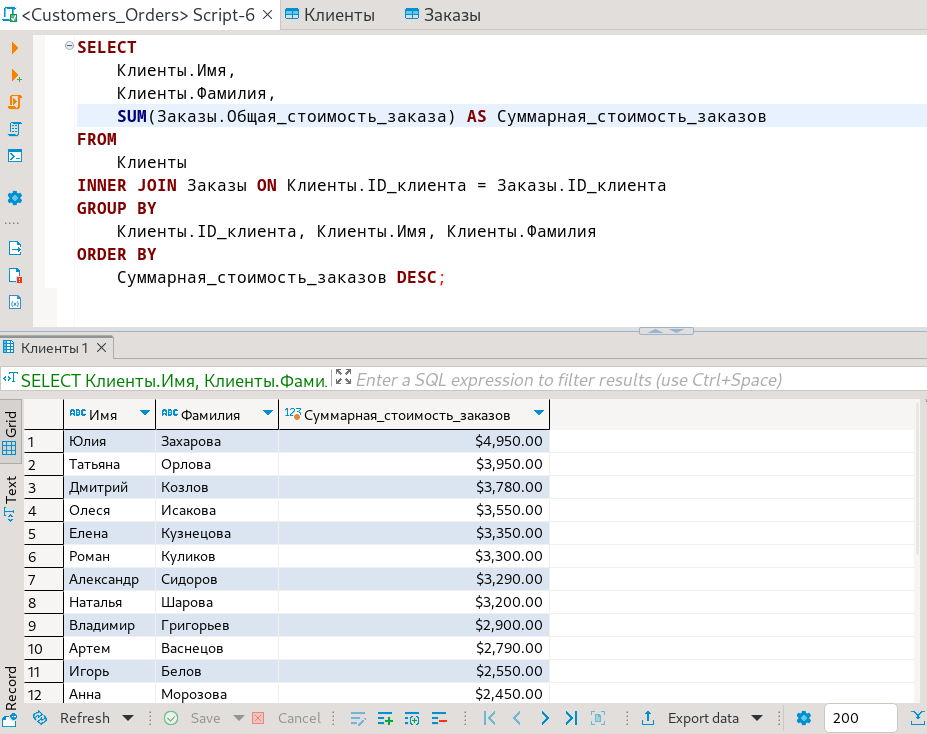 <Customers_Orders> Script-6
Клиенты
Заказы
SELECT
Клиенты.Имя,
Клиенты.Фамилия,
SUM(Заказы.Общая_стоимость_заказа) AS Суммарная_стоимость_заказов
FROM
Клиенты
INNER JOIN Заказы ON Клиенты.ID_клиента = Заказы.ID_клиента
GROUP BY
Клиенты.ID_клиента, Клиенты.Имя, Клиенты.Фамилия
ORDER BY
Суммарная_стоимость_заказов DESC;
Клиенты 1
SELECT Клиенты.Имя, Клиенты.Фами.
Enter a SQL expression to filter results (use Ctrl+Space)
Grid
Text
Record
ABC Имя ABC Фамилия 123 Суммарная_стоимость_заказов
1 Юлия Захарова $4,950.00
2 Татьяна Орлова $3,950.00
3 Дмитрий Козлов $3,780.00
4 Олеся Исакова $3,550.00
5 Елена Кузнецова $3,350.00
6 Роман Куликов $3,300.00
7 Александр Сидоров $3,290.00
8 Наталья Шарова $3,200.00
9 Владимир Григорьев $2,900.00
10 Артем Васнецов $2,790.00
11 Игорь Белов $2,550.00
12 Анна Морозова $2,450.00
Refresh Save Cancel Export data 200